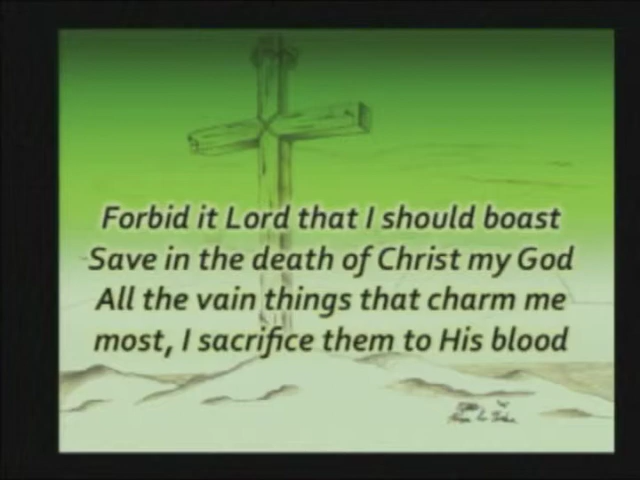 Forbid it Lord that I should boast
Save in the death of Christ my God
All the vain things that charm me
most, I sacrifice them to His blood